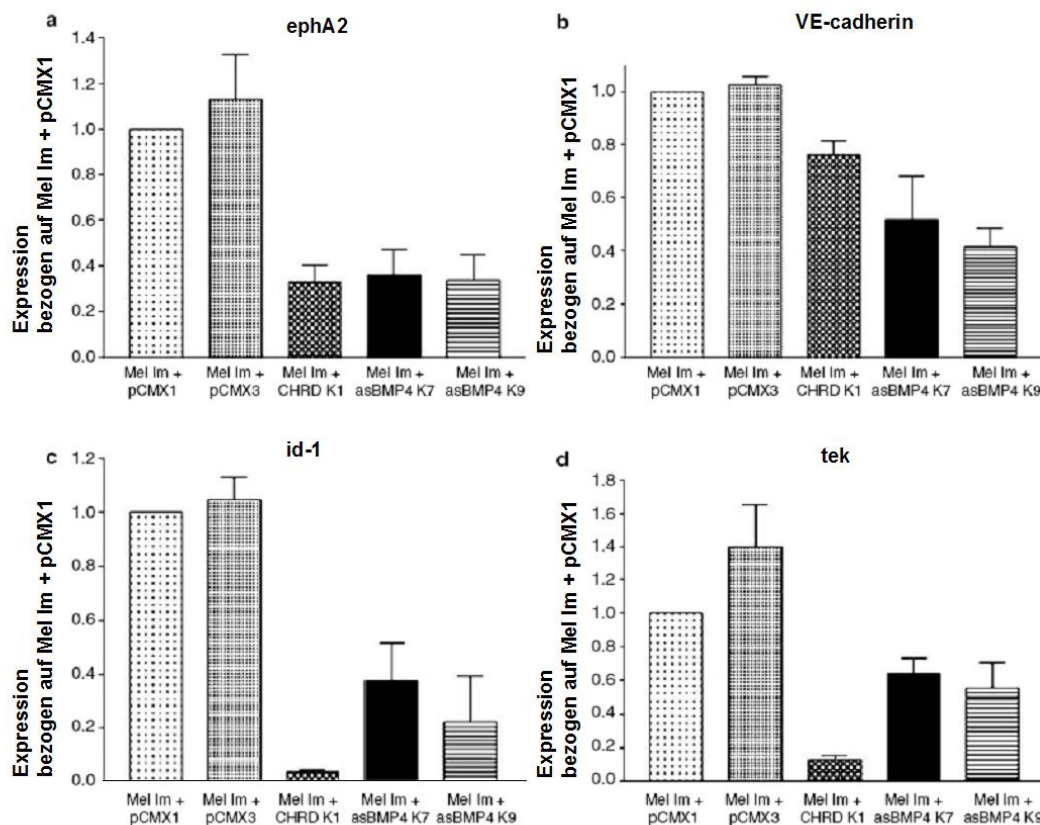 a
ephA2
Expression
bezogen auf Mel Im + pCMX1
1.4
1.2
1.0
0.8
0.6
0.4
0.2
0.0
Mel Im + Mel Im + Mel Im + Mel Im + Mel Im +
pCMX1 pCMX3 CHRD K1 asBMP4 K7 asBMP4 K9
b
VE-cadherin
Expression
bezogen auf Mel Im + pCMX1
1.0
0.8
0.6
0.4
0.2
0.0
Mel Im + Mel Im + Mel Im + Mel Im + Mel Im +
pCMX1 pCMX3 CHRD K1 asBMP4 K7 asBMP4 K9
c
id-1
Expression
bezogen auf Mel Im + pCMX1
1.2
1.0
0.8
0.6
0.4
0.2
0.0
Mel Im + Mel Im + Mel Im + Mel Im + Mel Im +
pCMX1 pCMX3 CHRD K1 asBMP4 K7 asBMP4 K9
d
tek
Expression
bezogen auf Mel Im + pCMX1
1.8
1.6
1.4
1.2
1.0
0.8
0.6
0.4
0.2
0.0
Mel Im + Mel Im + Mel Im + Mel Im + Mel Im +
pCMX1 pCMX3 CHRD K1 asBMP4 K7 asBMP4 K9